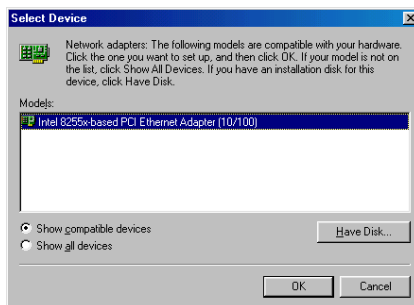 Select Device
Network adapters: The following models are compatible with your hardware.
Click the one you want to set up, and then click OK. If your model is not on
the list, click Show All Devices. If you have an installation disk for this
device, click Have Disk.
Models:
Intel 8255x-based PCI Ethernet Adapter (10/100)
Show compatible devices
Show all devices
Have Disk...
OK
Cancel